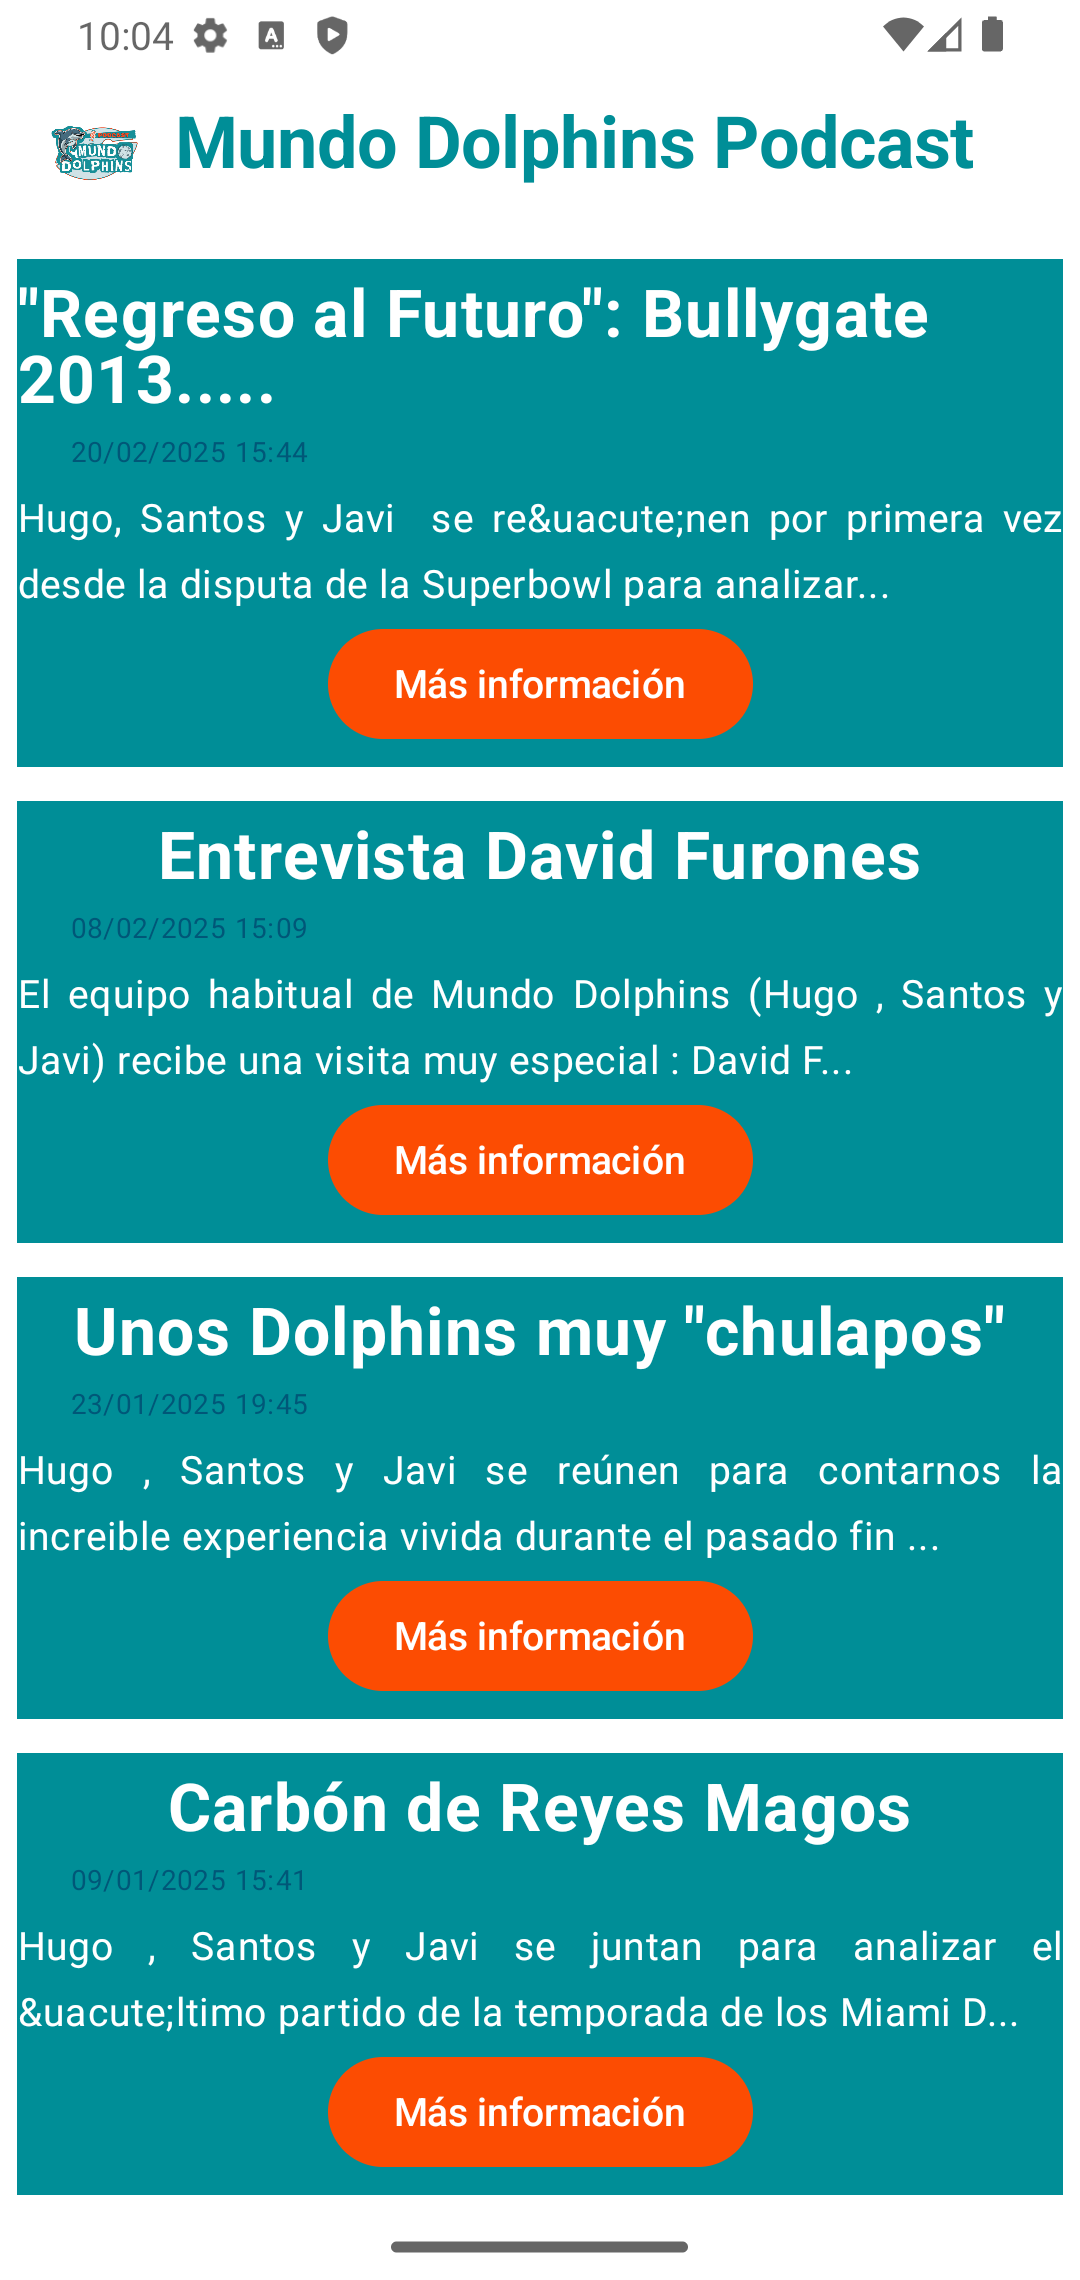 10:04
MUNDO
DOLPHINS
Mundo Dolphins Podcast
"Regreso al Futuro": Bullygate
2013.....
20/02/2025 15:44
Hugo, Santos y Javi  se re&uacute;nen por primera vez
desde la disputa de la Superbowl para analizar...
Más información
Entrevista David Furones
08/02/2025 15:09
El equipo habitual de Mundo Dolphins (Hugo , Santos y
Javi) recibe una visita muy especial : David F...
Más información
Unos Dolphins muy "chulapos"
23/01/2025 19:45
Hugo , Santos y Javi se reúnen para contarnos la
increible experiencia vivida durante el pasado fin ...
Más información
Carbón de Reyes Magos
09/01/2025 15:41
Hugo , Santos y Javi se juntan para analizar el
&uacute;ltimo partido de la temporada de los Miami D...
Más información